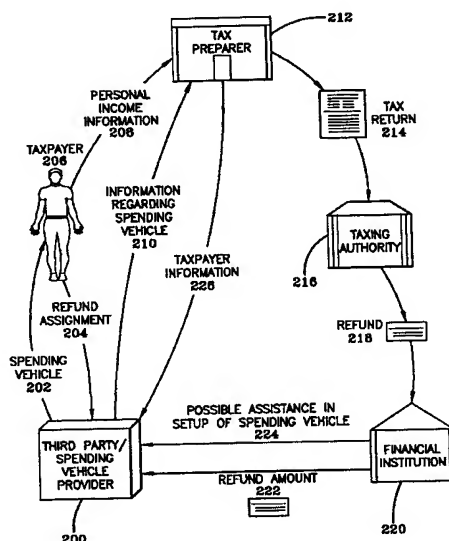 212
TAX
PREPARER
PERSONAL
INCOME
INFORMATION
208
TAX
RETURN
214
TAXPAYER
206
INFORMATION
REGARDING
SPENDING
VEHICLE
210
TAXING
AUTHORITY
216
TAXPAYER
INFORMATION
226
REFUND
ASSIGNMENT
204
REFUND
218
SPENDING
VEHICLE
202
POSSIBLE ASSISTANCE IN
SETUP OF SPENDING VEHICLE
224
THIRD PARTY/
SPENDING
VEHICLE
PROVIDER
FINANCIAL
INSTITUTION
REFUND AMOUNT
222
200
220